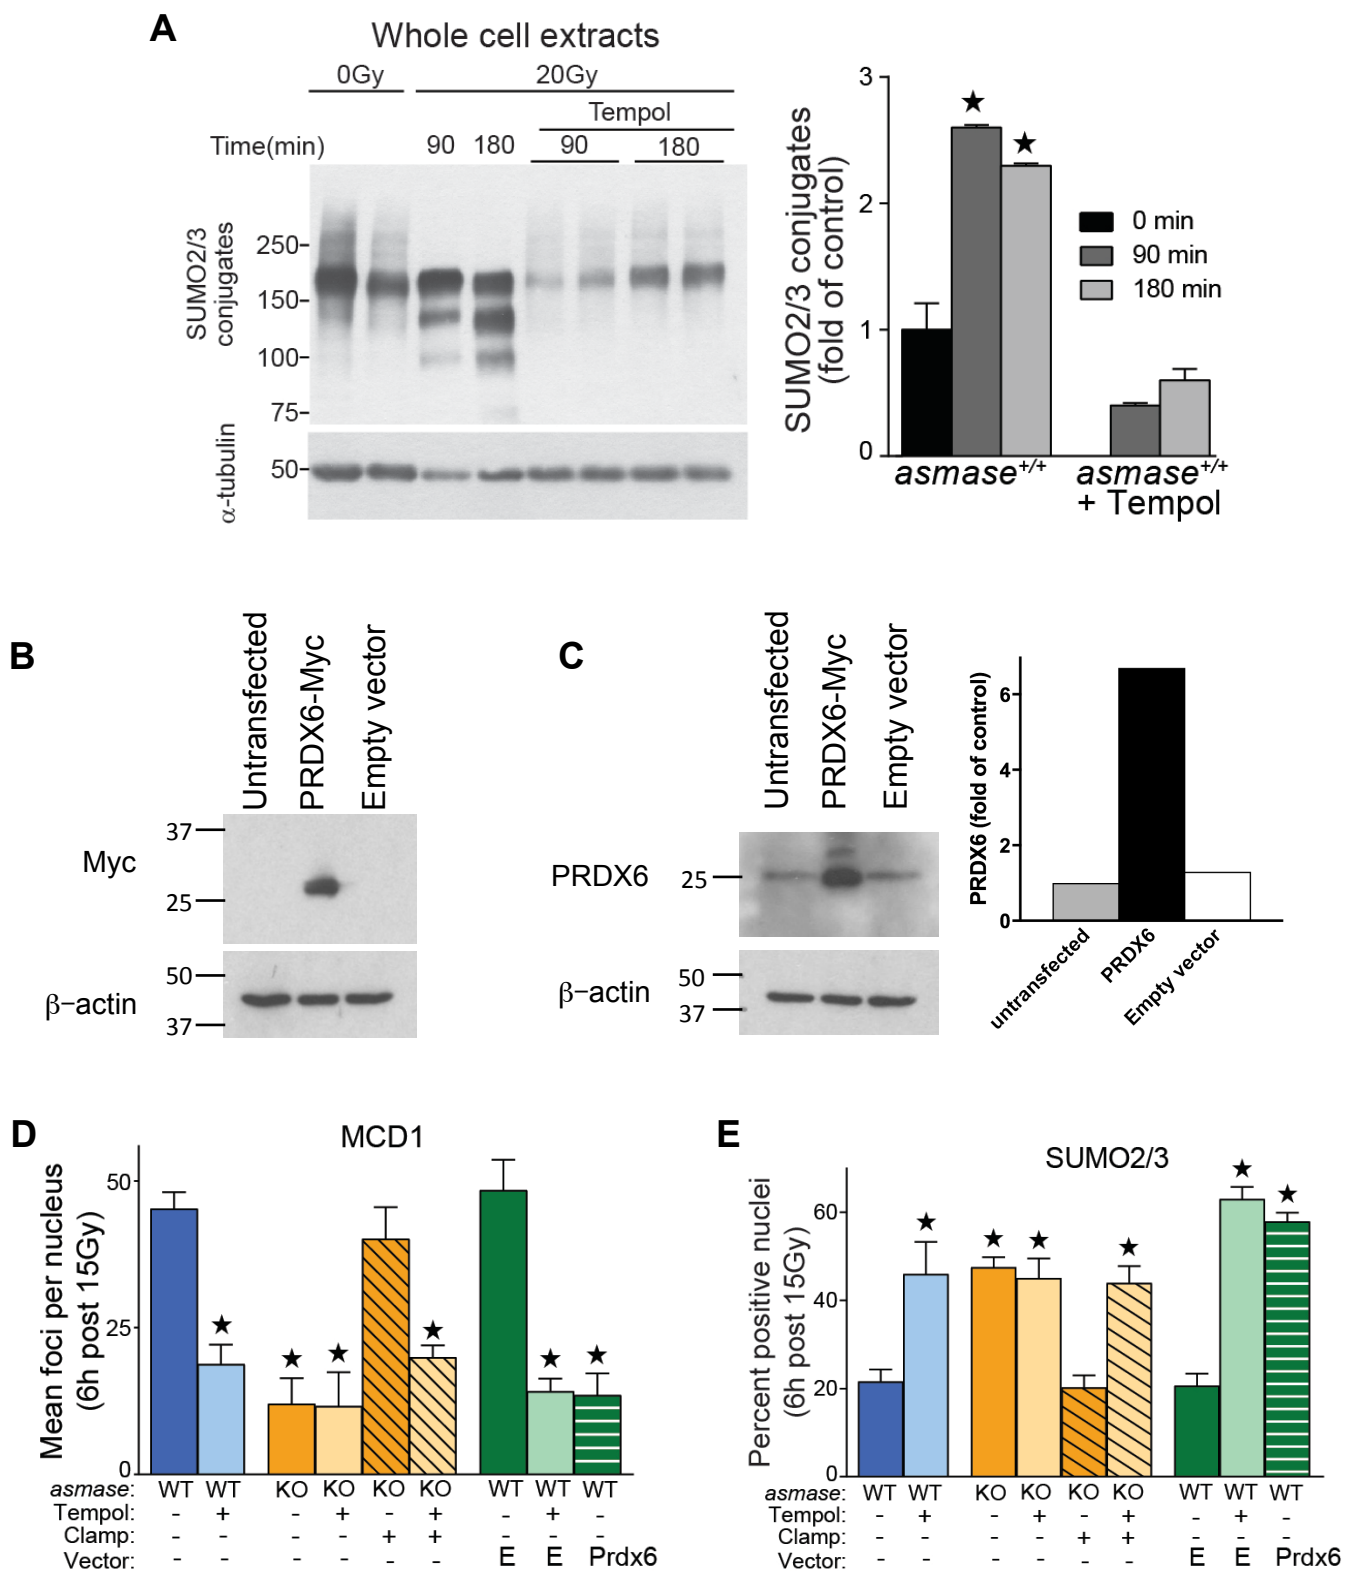 A
Whole cell extracts
0Gy
20Gy
Tempol
Time(min)
90
180
90
180
SUMO2/3
conjugates
250
150
100
75
α-tubulin
50
SUMO2/3 conjugates
(fold of control)
3
2
1
0
★
★
0 min
90 min
180 min
asmase+/+
asmase+/+
+ Tempol
B
Untransfected
PRDX6-Myc
Empty vector
Myc
37
25
β−actin
50
37
C
Untransfected
PRDX6-Myc
Empty vector
PRDX6
25
β−actin
50
37
PRDX6 (fold of control)
6
4
2
0
untransfected
PRDX6
Empty vector
D
MCD1
Mean foci per nucleus
(6h post 15Gy)
50
25
0
★ ★ ★ ★ ★ ★
asmase: WT WT KO KO KO KO WT WT WT
Tempol: - + - + - + - + -
Clamp: - - - - + + - - -
Vector: - - - - - - E E Prdx6
E
SUMO2/3
Percent positive nuclei
(6h post 15Gy)
60
40
20
0
★ ★ ★ ★ ★ ★
asmase: WT WT KO KO KO KO WT WT WT
Tempol: - + - + - + - + -
Clamp: - - - - + + - - -
Vector: - - - - - - E E Prdx6